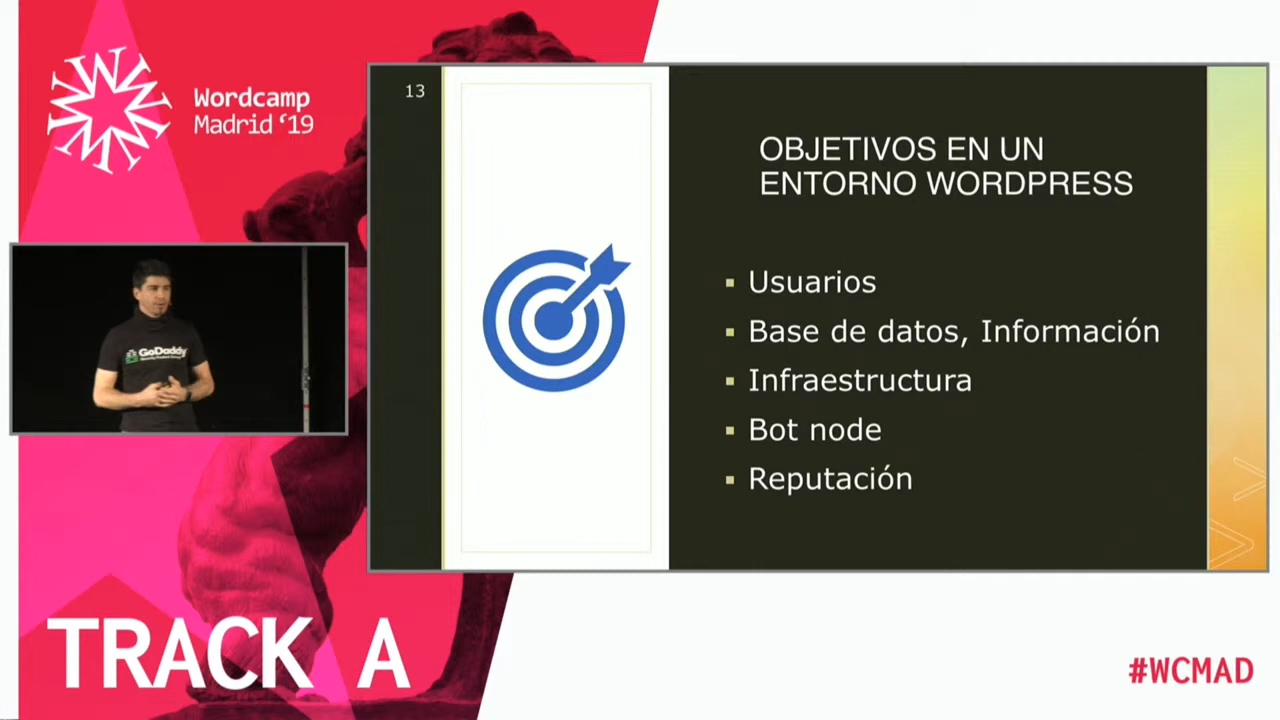 Wordcamp
Madrid ‘19
13
OBJETIVOS EN UN
ENTORNO WORDPRESS
▪ Usuarios
▪ Base de datos, Información
▪ Infraestructura
▪ Bot node
▪ Reputación
GoDaddy
TRACK A
#WCMAD